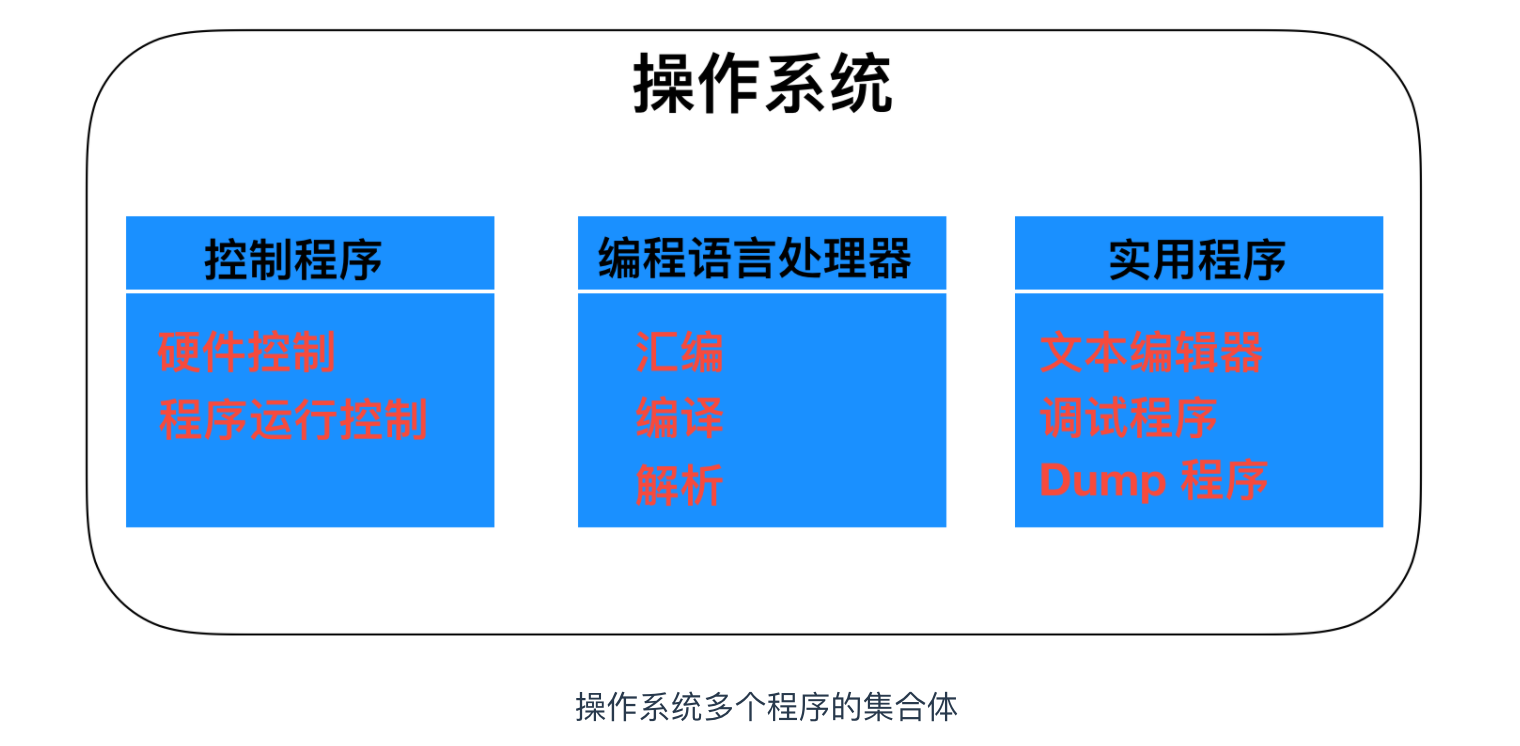 操作系统
控制程序
硬件控制
程序运行控制
编程语言处理器
汇编
编译
解析
实用程序
文本编辑器
调试程序
Dump 程序
操作系统多个程序的集合体